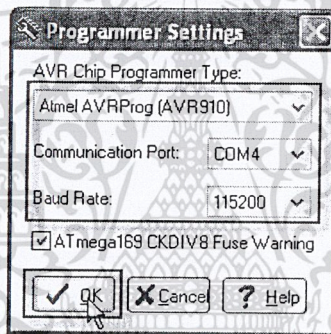 Programmer Settings
AVR Chip Programmer Type:
Atmel AVRProg (AVR910)
Communication Port: COM4
Baud Rate: 115200
ATmega169 CKDIV8 Fuse Warning
OK Cancel ? Help